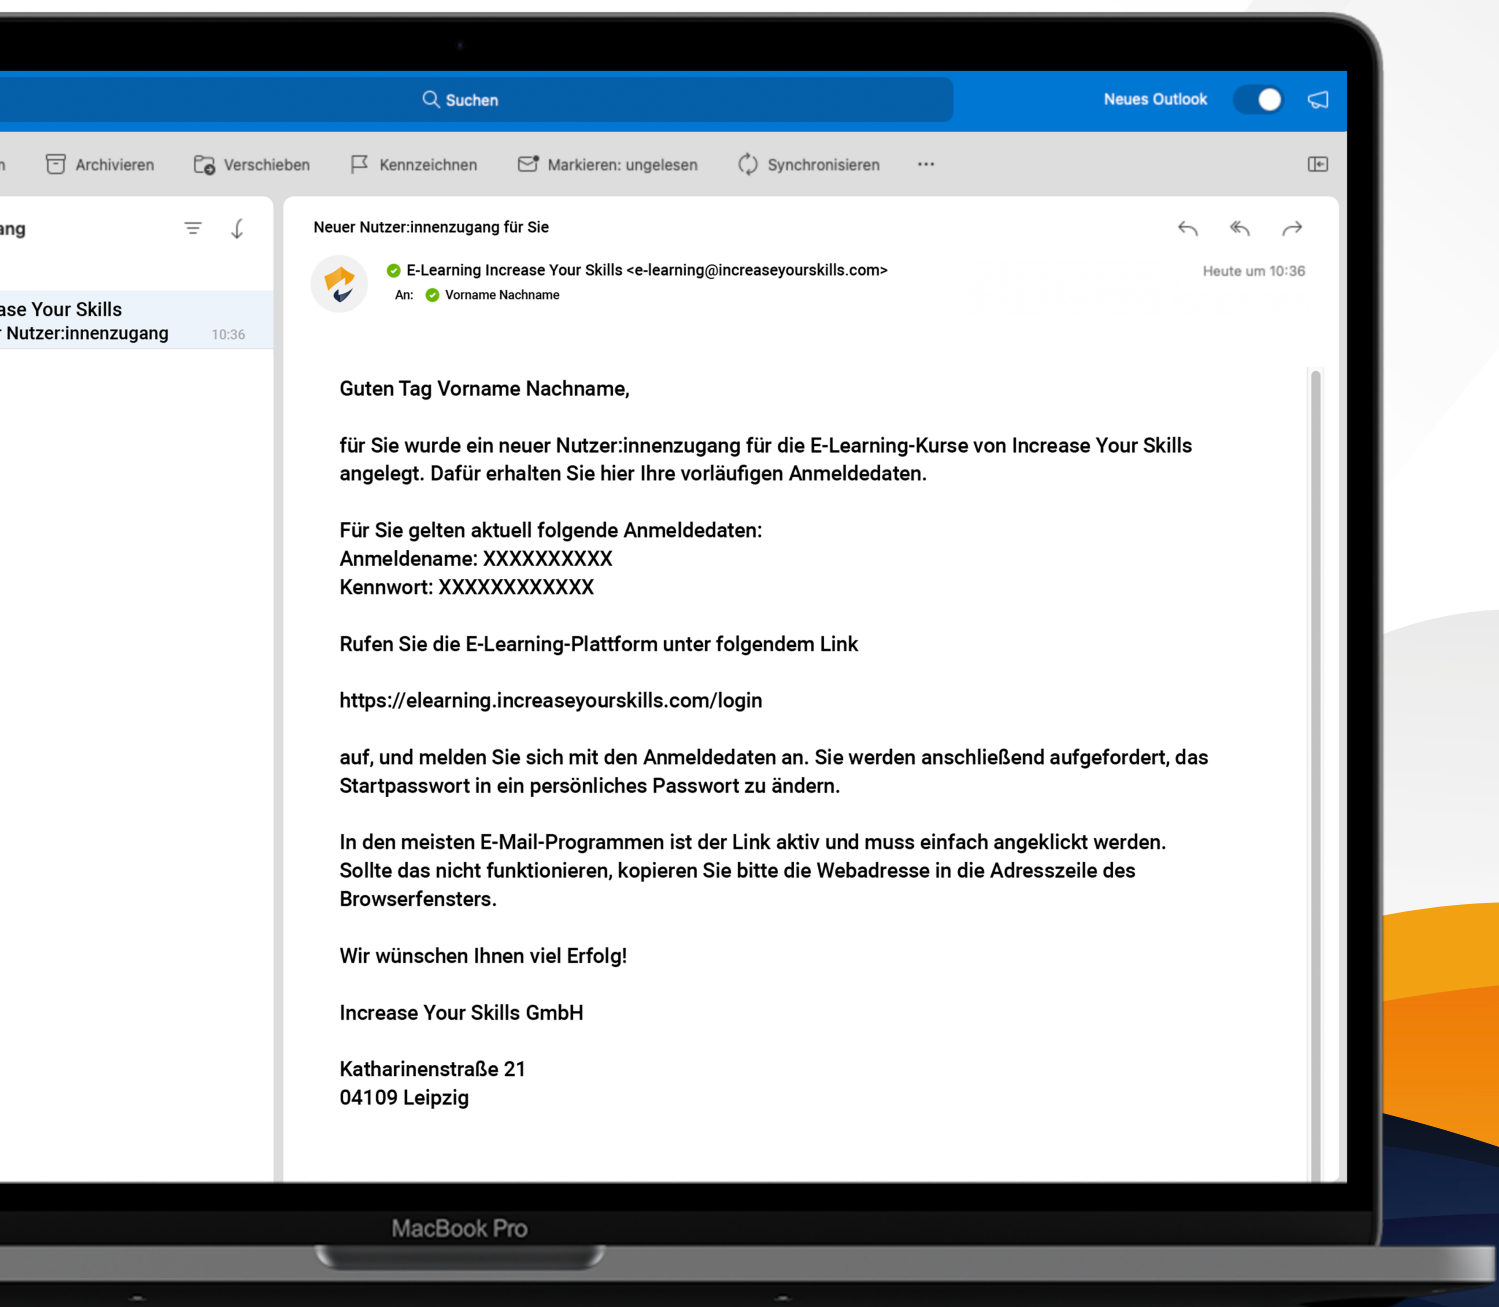 Suchen
Neues Outlook
Archivieren
Verschieben
Kennzeichnen
Markieren: ungelesen
Synchronisieren
ang
ase Your Skills
r Nutzer:innenzugang 10:36
Neuer Nutzer:innenzugang für Sie
E-Learning Increase Your Skills <e-learning@increaseyourskills.com>
Heute um 10:36
An: Vorname Nachname
Guten Tag Vorname Nachname,
für Sie wurde ein neuer Nutzer:innenzugang für die E-Learning-Kurse von Increase Your Skills
angelegt. Dafür erhalten Sie hier Ihre vorläufigen Anmeldedaten.
Für Sie gelten aktuell folgende Anmeldedaten:
Anmeldename: XXXXXXXXXX
Kennwort: XXXXXXXXXXXX
Rufen Sie die E-Learning-Plattform unter folgendem Link
https://elearning.increaseyourskills.com/login
auf, und melden Sie sich mit den Anmeldedaten an. Sie werden anschließend aufgefordert, das
Startpasswort in ein persönliches Passwort zu ändern.
In den meisten E-Mail-Programmen ist der Link aktiv und muss einfach angeklickt werden.
Sollte das nicht funktionieren, kopieren Sie bitte die Webadresse in die Adresszeile des
Browserfensters.
Wir wünschen Ihnen viel Erfolg!
Increase Your Skills GmbH
Katharinenstraße 21
04109 Leipzig
MacBook Pro